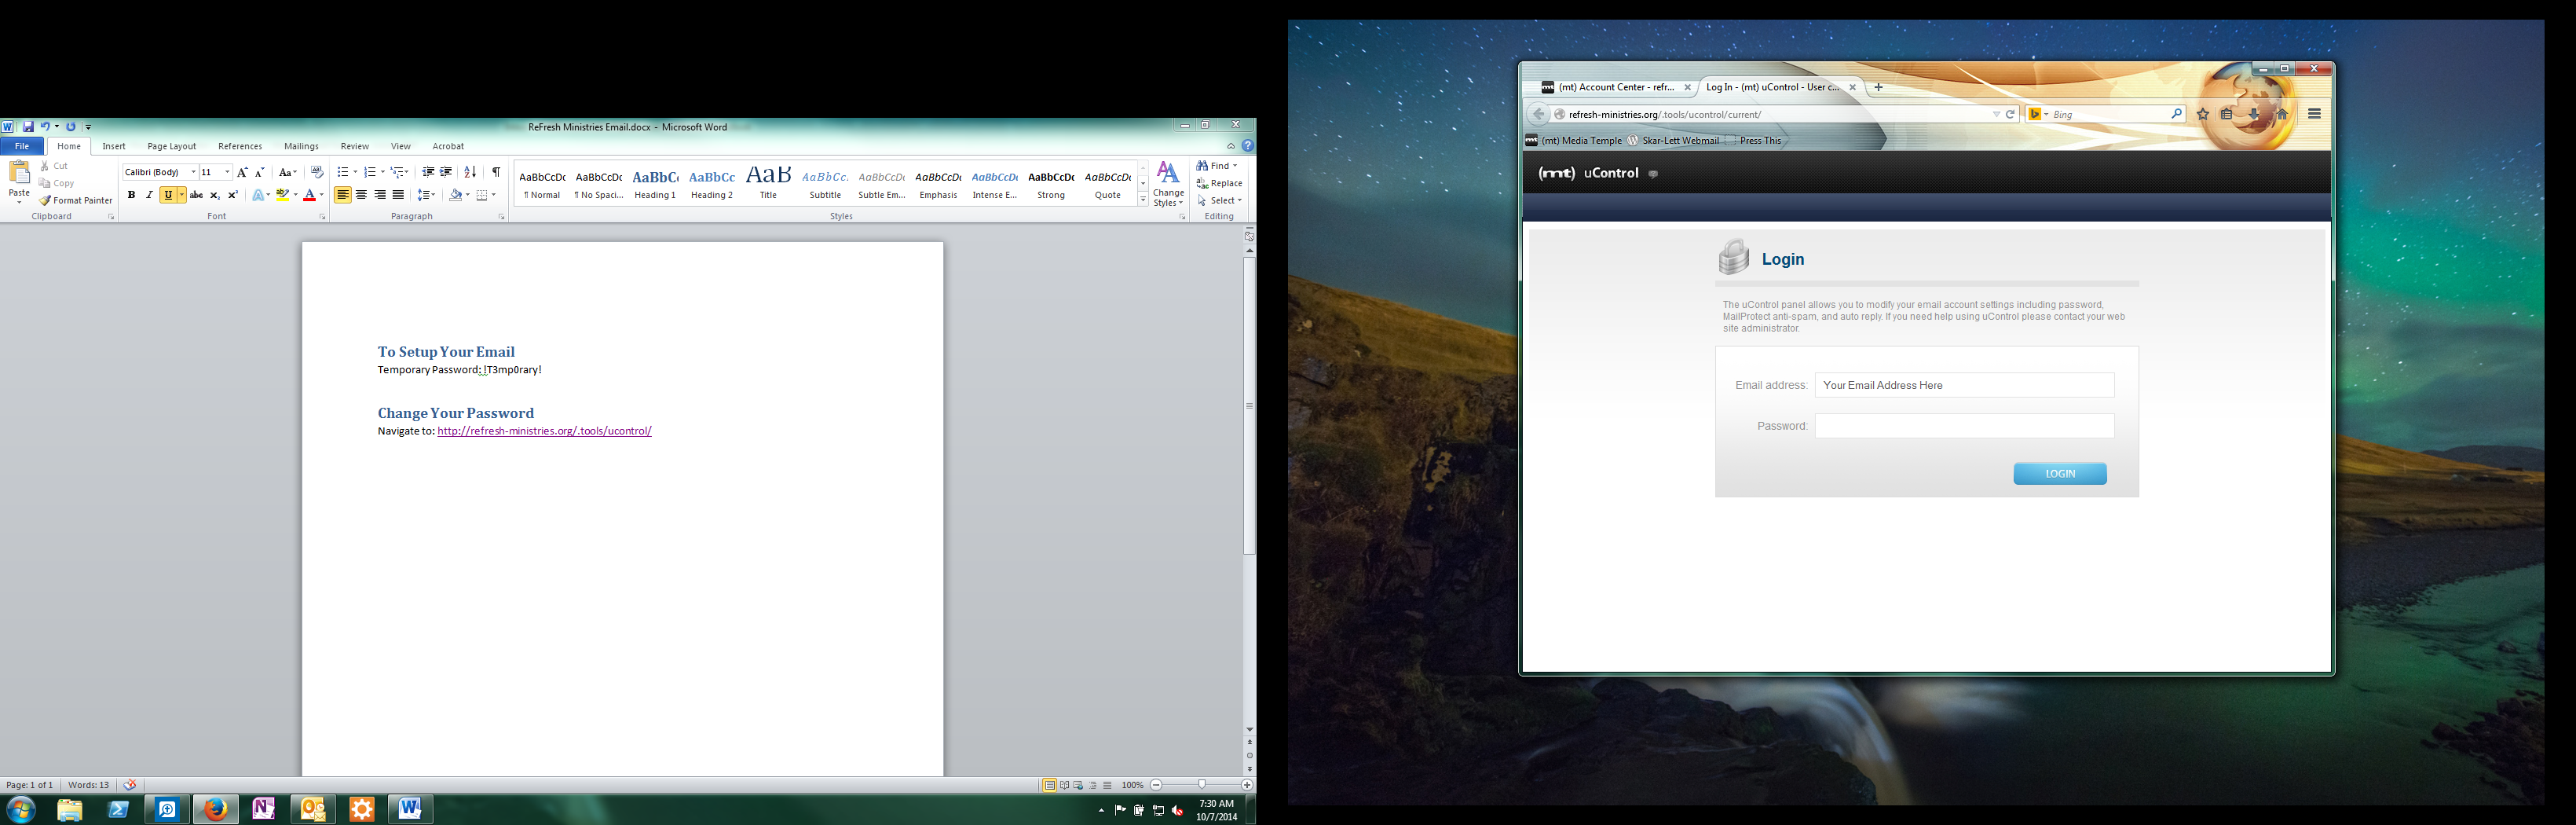 ReFresh Ministries Email.docx - Microsoft Word
File Home Insert Page Layout References Mailings Review View Acrobat
Paste
Cut
Copy
Format Painter
Clipboard
Calibri (Body) 11
Font
Paragraph
AaBbCcDc AaBbCcDc AaBbC AaBbCc AaB AaBbCc. AaBbCcDc AaBbCcDc AaBbCcDc AaBbCcDc AaBbCcDc
¶ Normal ¶ No Spaci... Heading 1 Heading 2 Title Subtitle Subtle Em... Emphasis Intense E... Strong Quote
Change
Styles
Styles
Find
Replace
Select
Editing
To Setup Your Email
Temporary Password: !T3mp0rary!
Change Your Password
Navigate to: http://refresh-ministries.org/.tools/ucontrol/
Page: 1 of 1 Words: 13 100%
7:30 AM
10/7/2014
(mt) Account Center - refr... Log In - (mt) uControl - User c...
refresh-ministries.org/.tools/ucontrol/current/ Bing
(mt) Media Temple Skar-Lett Webmail Press This
(mt) uControl
Login
The uControl panel allows you to modify your email account settings including password,
MailProtect anti-spam, and auto reply. If you need help using uControl please contact your web
site administrator.
Email address: Your Email Address Here
Password:
LOGIN